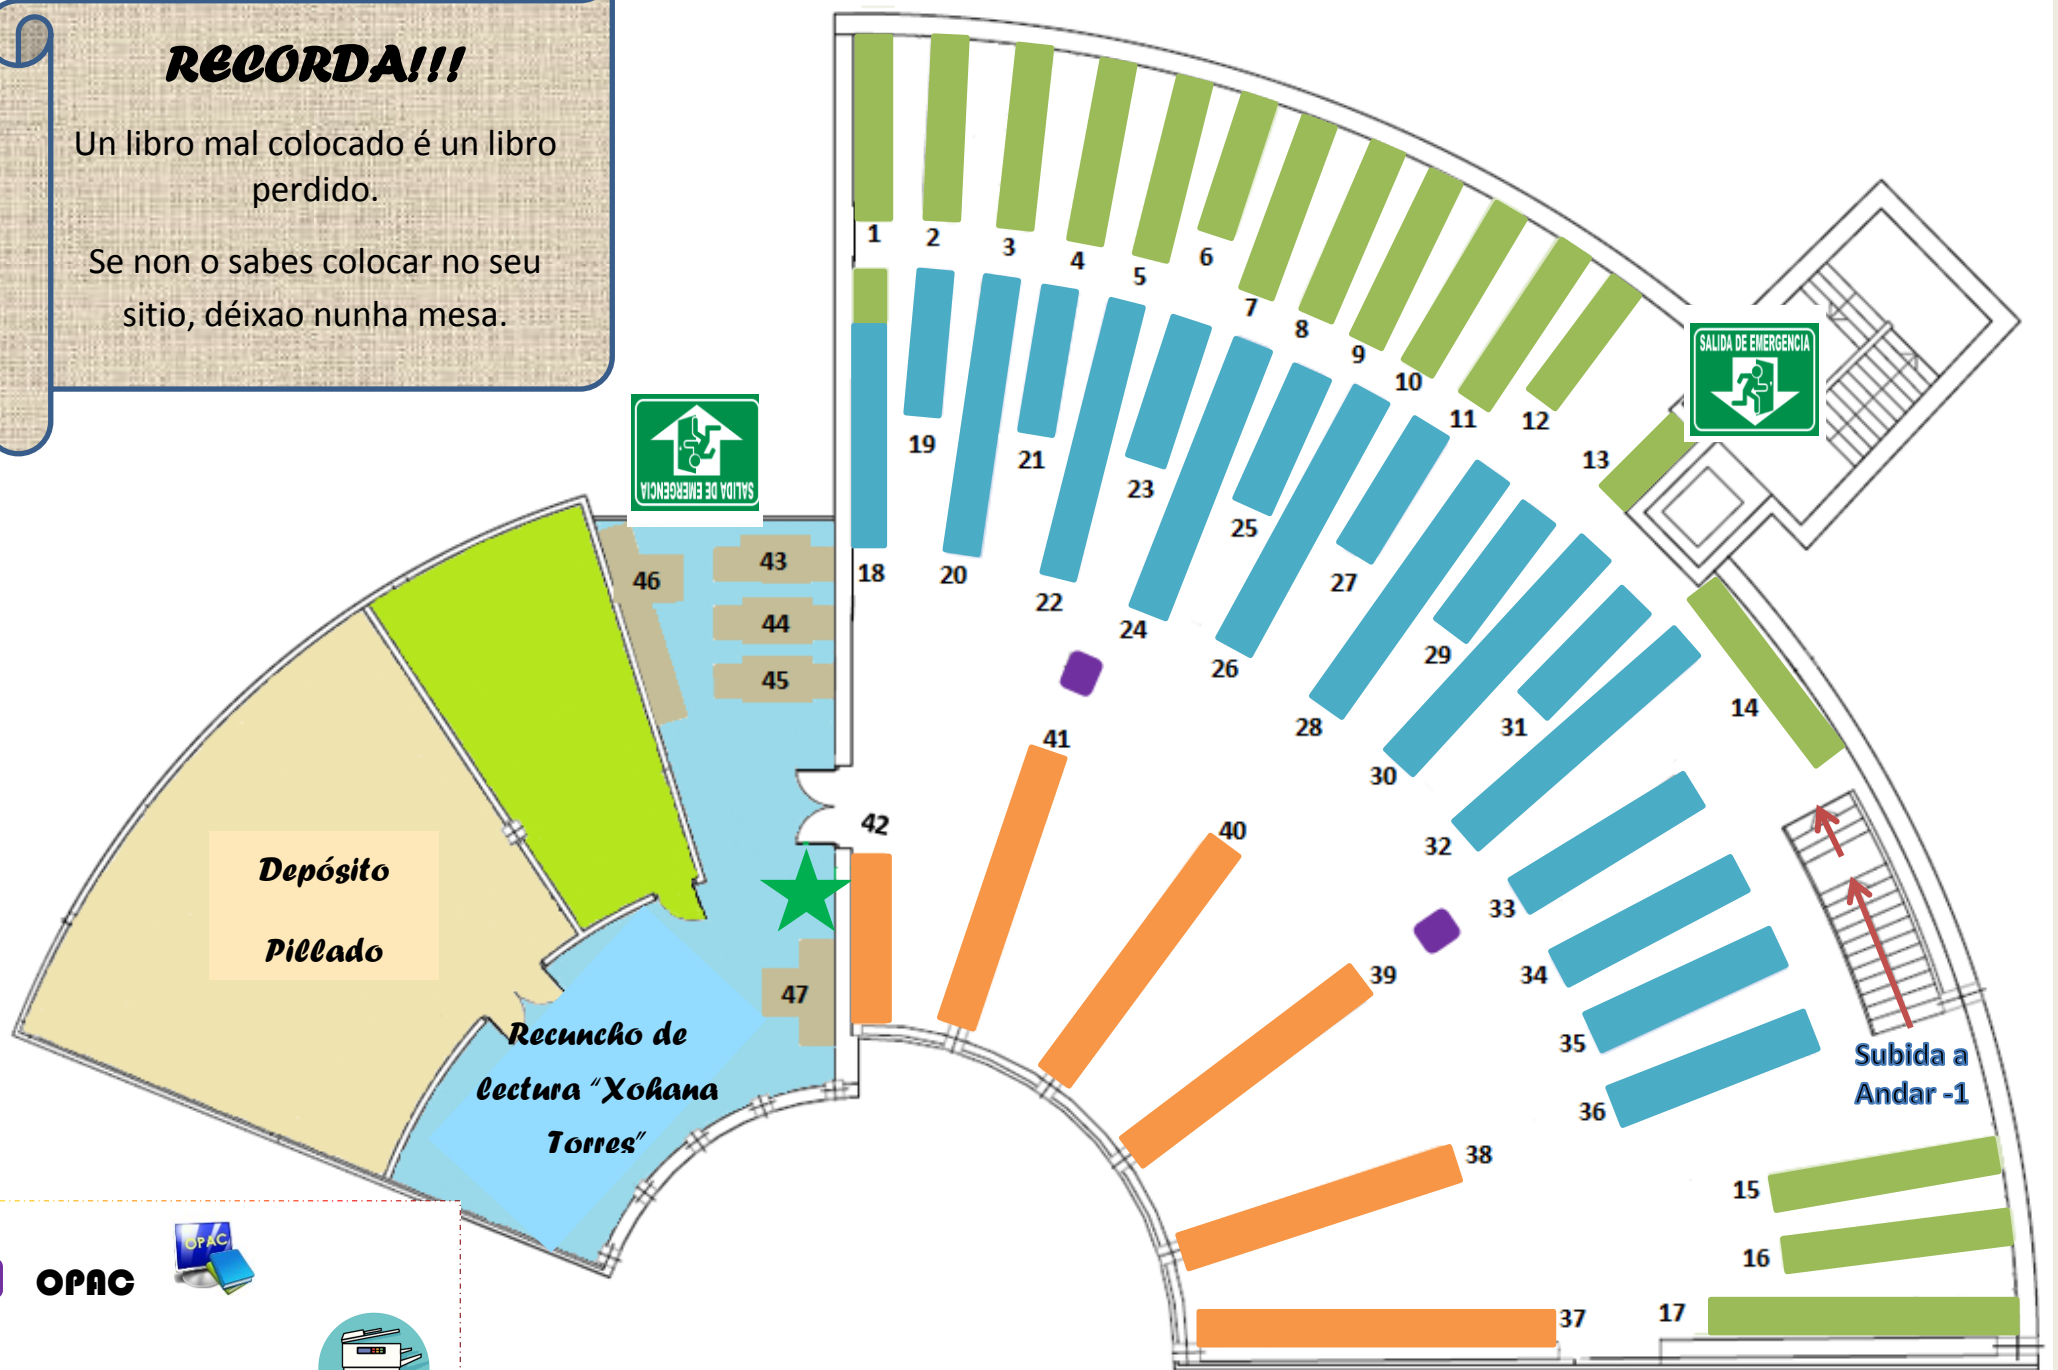 RECORDA!!!
Un libro mal colocado é un libro
perdido.
Se non o sabes colocar no seu
sitio, déixao nunha mesa.
1
2
3
4
5
6
7
8
9
10
11
12
13
SALIDA DE EMERGENCIA
SALIDA DE EMERGENCIA
14
15
16
17
18
19
20
21
22
23
24
25
26
27
28
29
30
31
32
33
34
35
36
37
38
39
40
41
42
43
44
45
46
47
Depósito
Pillado
Recuncho de
lectura “Xohana
Torres”
Subida a
Andar -1
OPAC
OPAC